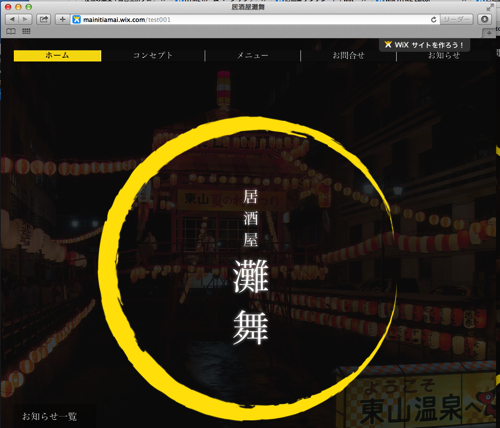 居酒屋灘舞
mainitiamai.wix.com/test001
リーダー
WiX サイトを作ろう!
ホーム
コンセプト
メニュー
お問合せ
お知らせ
東山
居酒屋
灘舞
ようこそ
東山温泉へ
お知らせ一覧